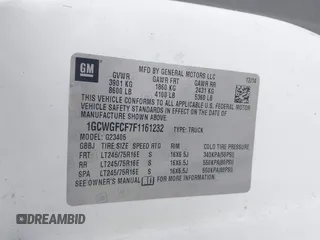 GM
MFD BY GENERAL MOTORS LLC
12/14
GVWR GAWR FRT GAWR RR
3901 KG 1860 KG 2431 KG
8600 LB 4100 LB 5360 LB
THIS VEHICLE CONFORMS TO ALL APPLICABLE U.S. FEDERAL MOTOR
VEHICLE SAFETY STANDARDS IN EFFECT ON THE DATE OF
MANUFACTURE SHOWN ABOVE.
1GCWGFCF7F1161232 TYPE: TRUCK
MODEL: G23405
GBBJ TIRE SIZE SPEED RTG RIM COLD TIRE PRESSURE
FRT LT245/75R16E S 16X6.5J 345KPA(50PSI)
RR LT245/75R16E S 16X6.5J 550KPA(80PSI)
SPA LT245/75R16E S 16X6.5J 550KPA(80PSI)
SEE OWNER'S MANUAL FOR ADDITIONAL INFORMATION
DREAMBID
DREAMBID